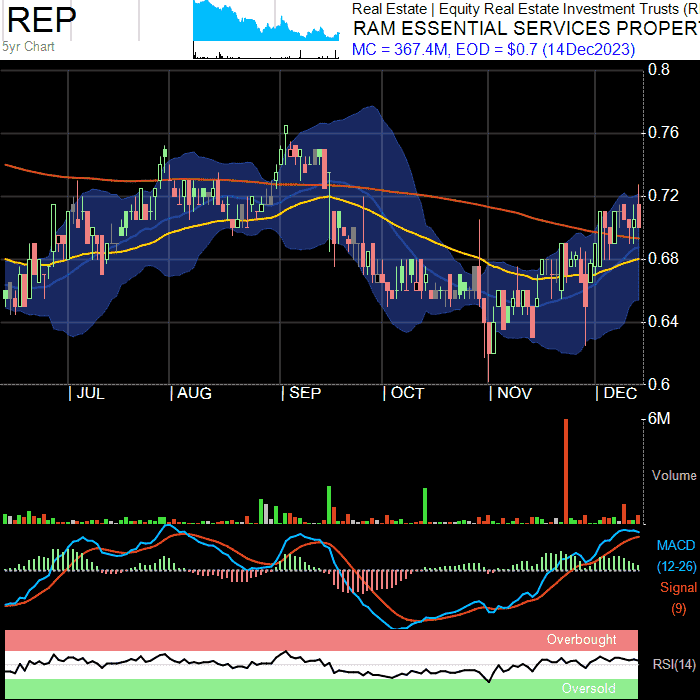 REP
5yr Chart
Real Estate | Equity Real Estate Investment Trusts (R
RAM ESSENTIAL SERVICES PROPER
MC = 367.4M, EOD = $0.7 (14Dec2023)
0.8
0.76
0.72
0.68
0.64
0.6
JUL
AUG
SEP
OCT
NOV
DEC
6M
Volume
MACD
(12-26)
Signal
(9)
Overbought
RSI(14)
Oversold